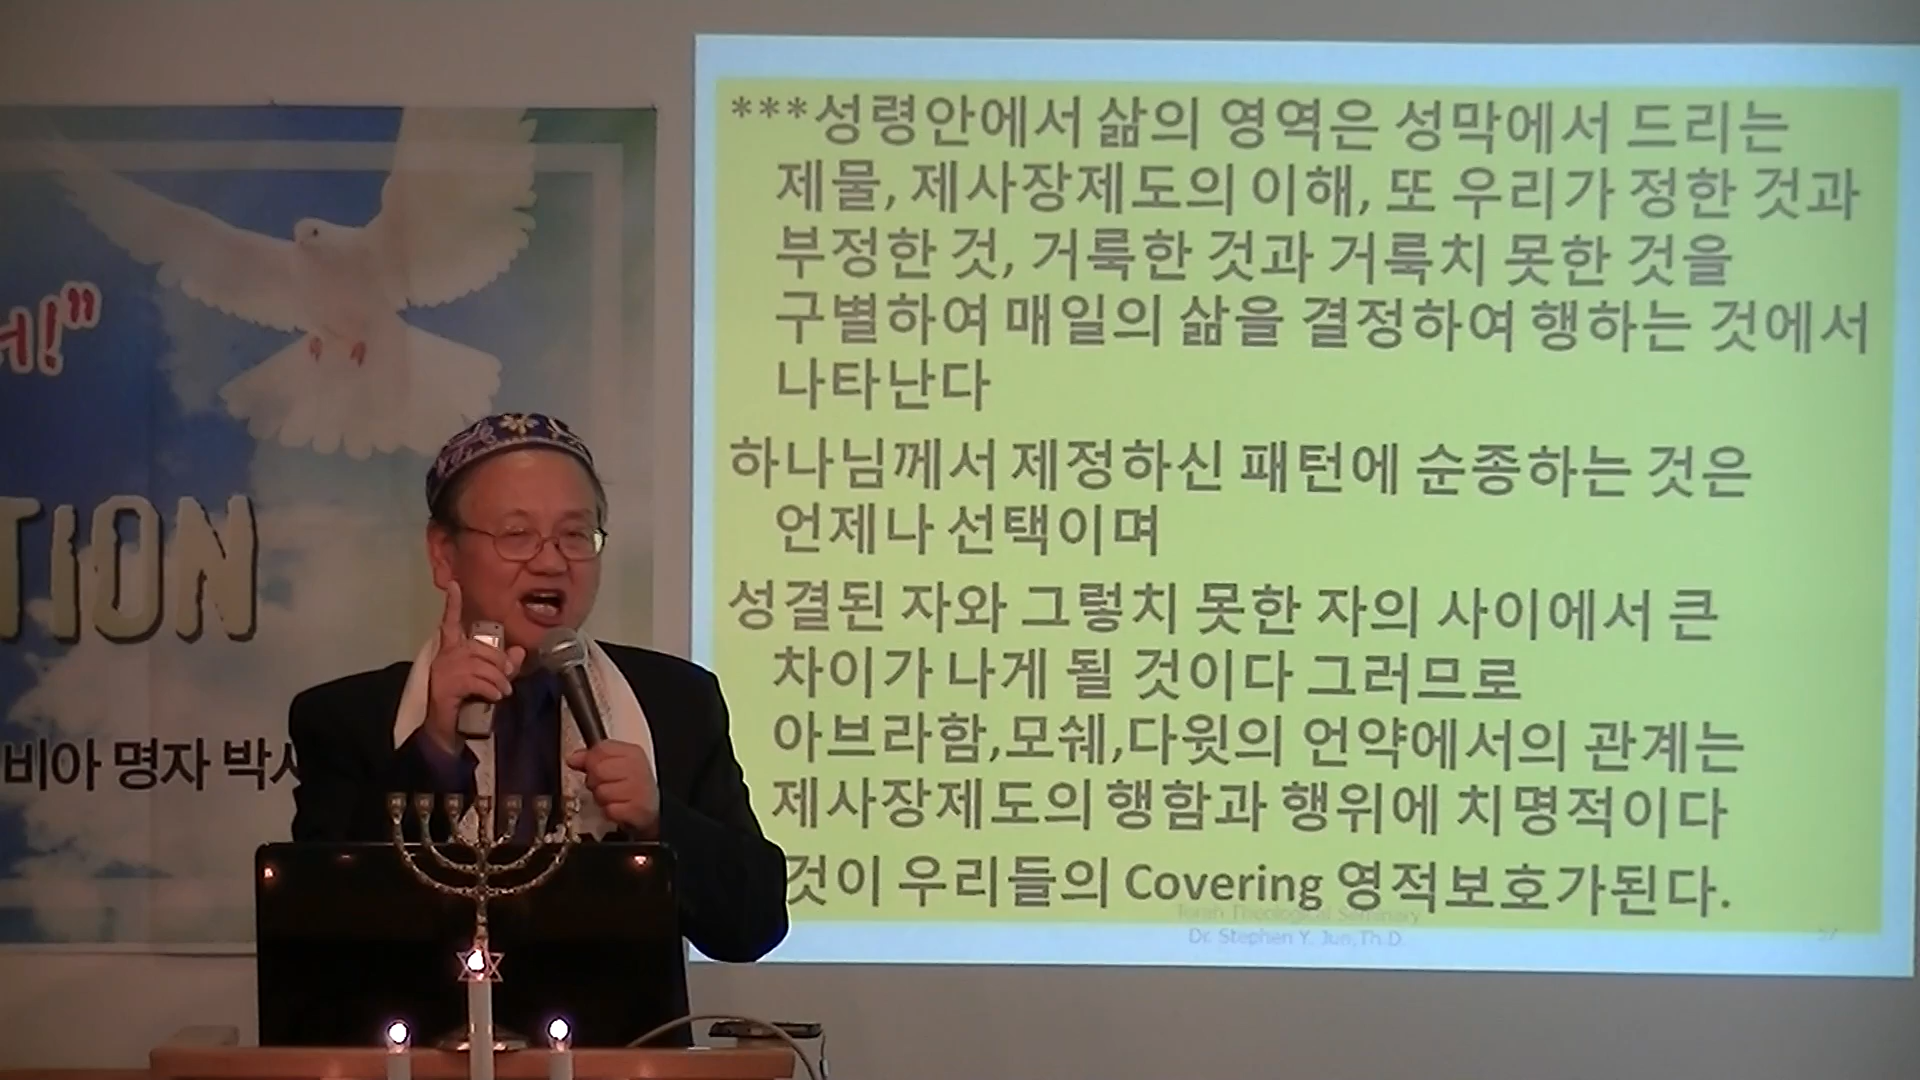 ***성령안에서 삶의 영역은 성막에서 드리는
제물, 제사장제도의 이해, 또 우리가 정한 것과
부정한 것, 거룩한 것과 거룩치 못한 것을
구별하여 매일의 삶을 결정하여 행하는 것에서
나타난다
하나님께서 제정하신 패턴에 순종하는 것은
언제나 선택이며
성결된 자와 그렇치 못한 자의 사이에서 큰
차이가 나게 될 것이다 그러므로
아브라함,모쉐,다윗의 언약에서의 관계는
제사장제도의 행함과 행위에 치명적이다
것이 우리들의 Covering 영적보호가된다.
Torah Theological Seminary
Dr. Stephen Y. Jun,Th.D.
27
!"
TION
비아 명자 박사